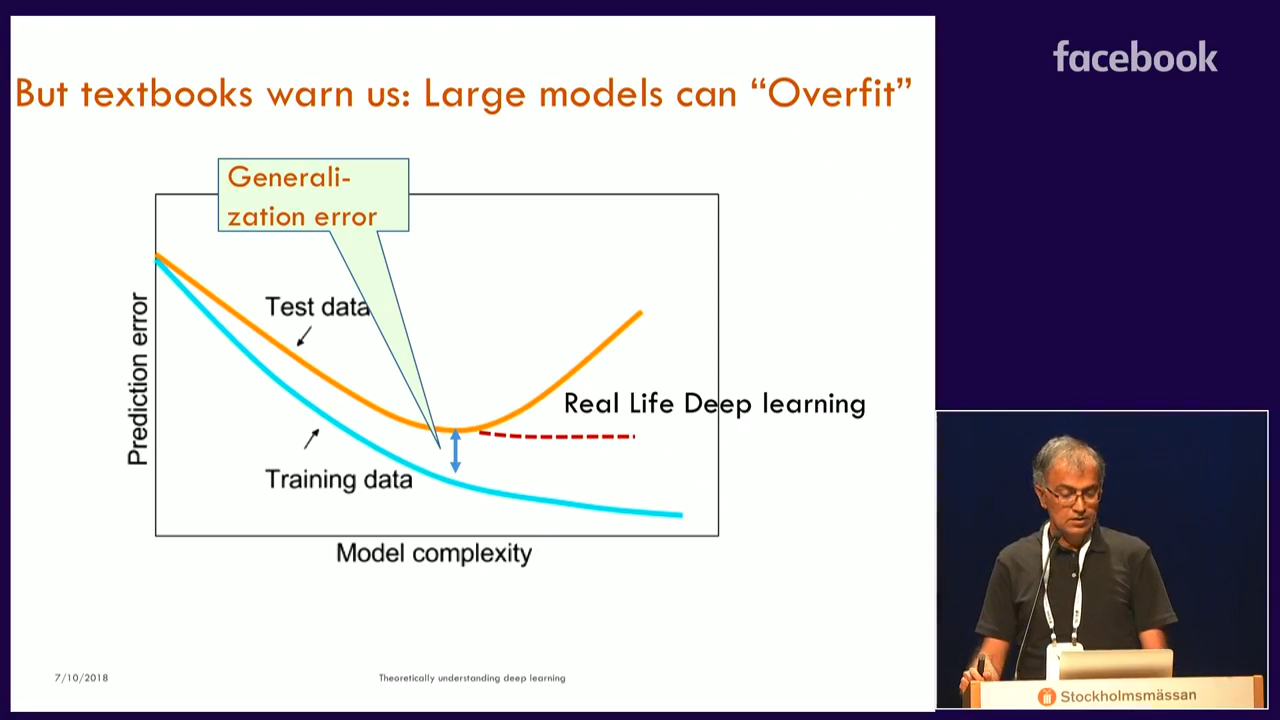 But textbooks warn us: Large models can “Overfit”
facebook
Generali-
zation error
Test data
Prediction error
Real Life Deep learning
Training data
Model complexity
7/10/2018
Theoretically understanding deep learning
Stockholmsmässan